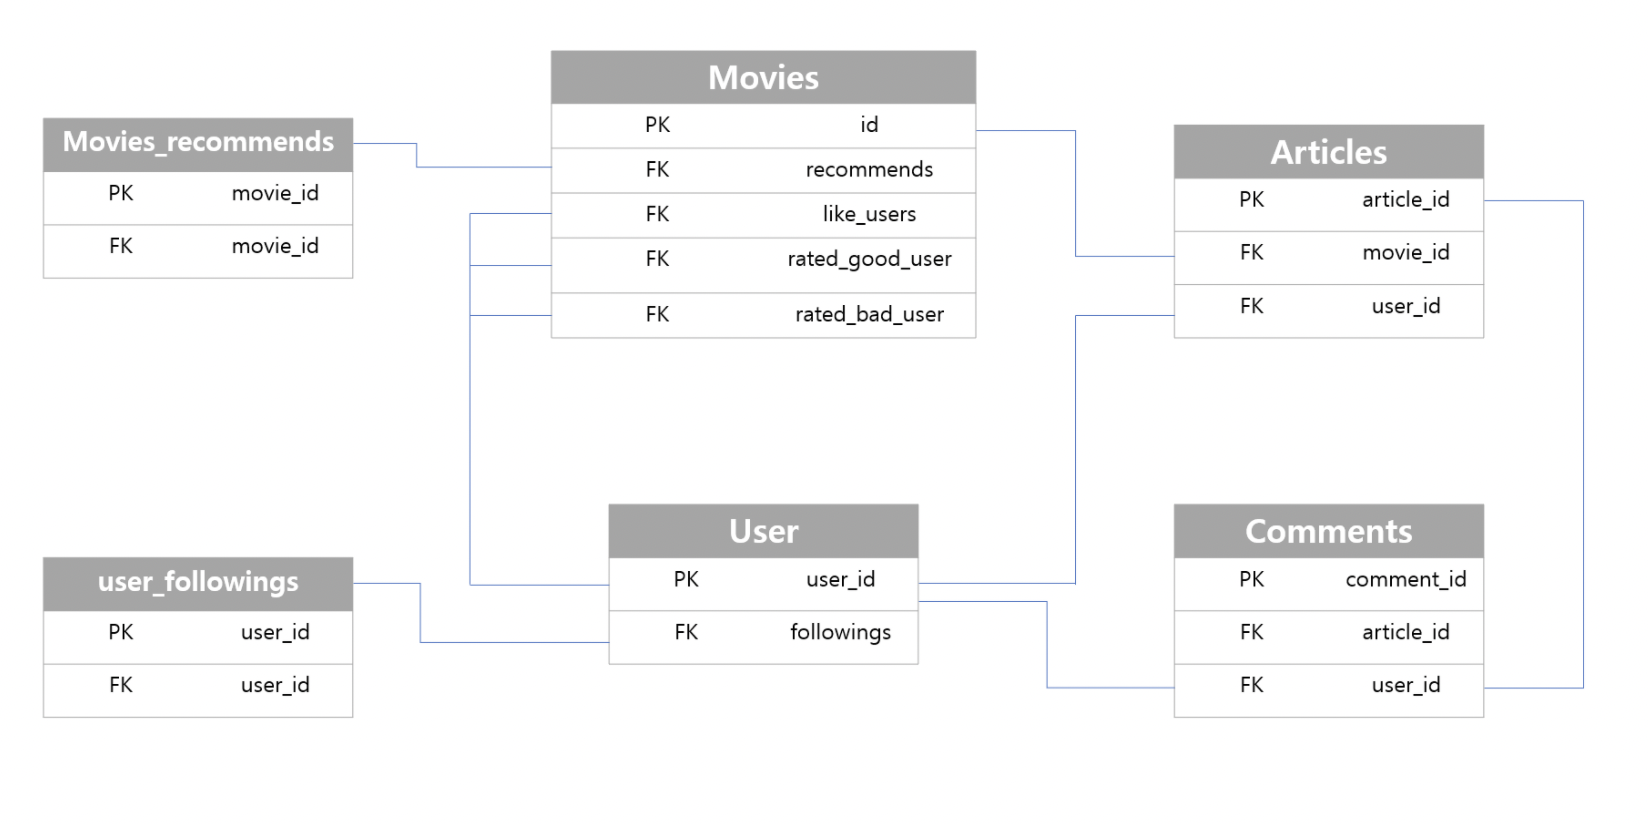 Movies
PK id
FK recommends
FK like_users
FK rated_good_user
FK rated_bad_user
Movies_recommends
PK movie_id
FK movie_id
Articles
PK article_id
FK movie_id
FK user_id
User
PK user_id
FK followings
Comments
PK comment_id
FK article_id
FK user_id
user_followings
PK user_id
FK user_id